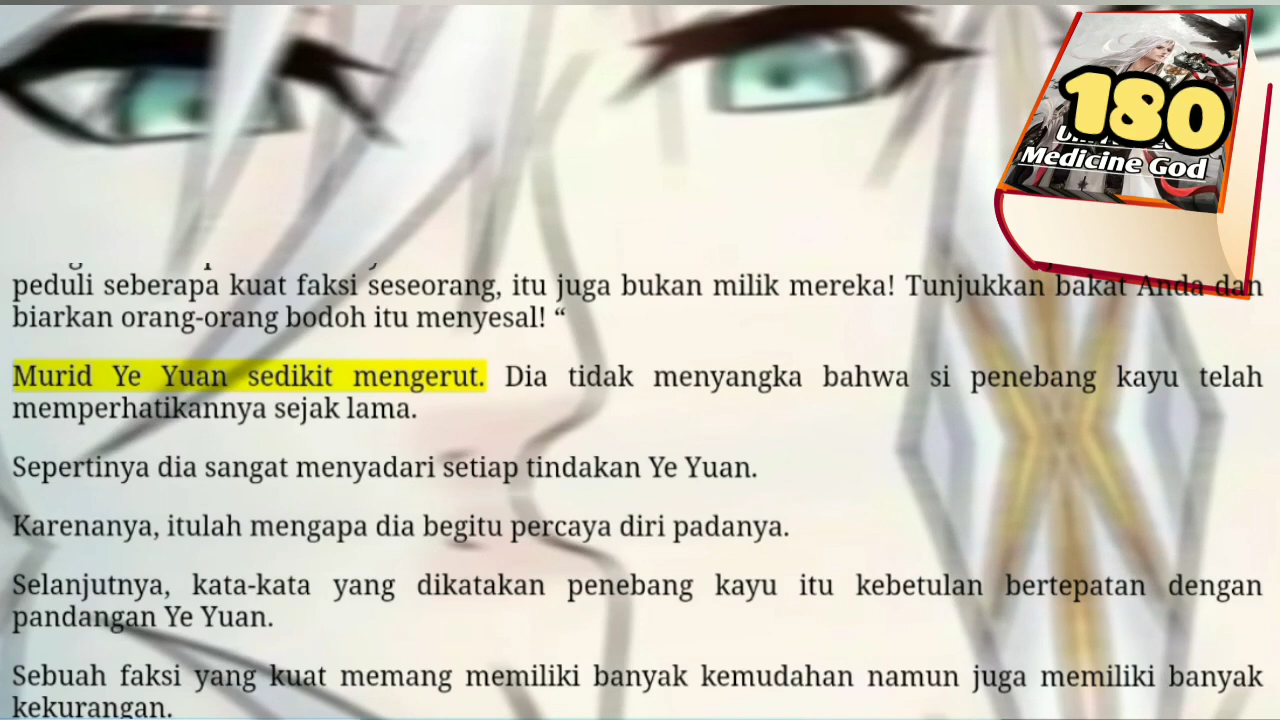 180
Medicine God
peduli seberapa kuat faksi seseorang, itu juga bukan milik mereka! Tunjukkan bakat Anda dan
biarkan orang-orang bodoh itu menyesal! “
Murid Ye Yuan sedikit mengerut. Dia tidak menyangka bahwa si penebang kayu telah
memperhatikannya sejak lama.
Sepertinya dia sangat menyadari setiap tindakan Ye Yuan.
Karenanya, itulah mengapa dia begitu percaya diri padanya.
Selanjutnya, kata-kata yang dikatakan penebang kayu itu kebetulan bertepatan dengan
pandangan Ye Yuan.
Sebuah faksi yang kuat memang memiliki banyak kemudahan namun juga memiliki banyak
kekurangan.